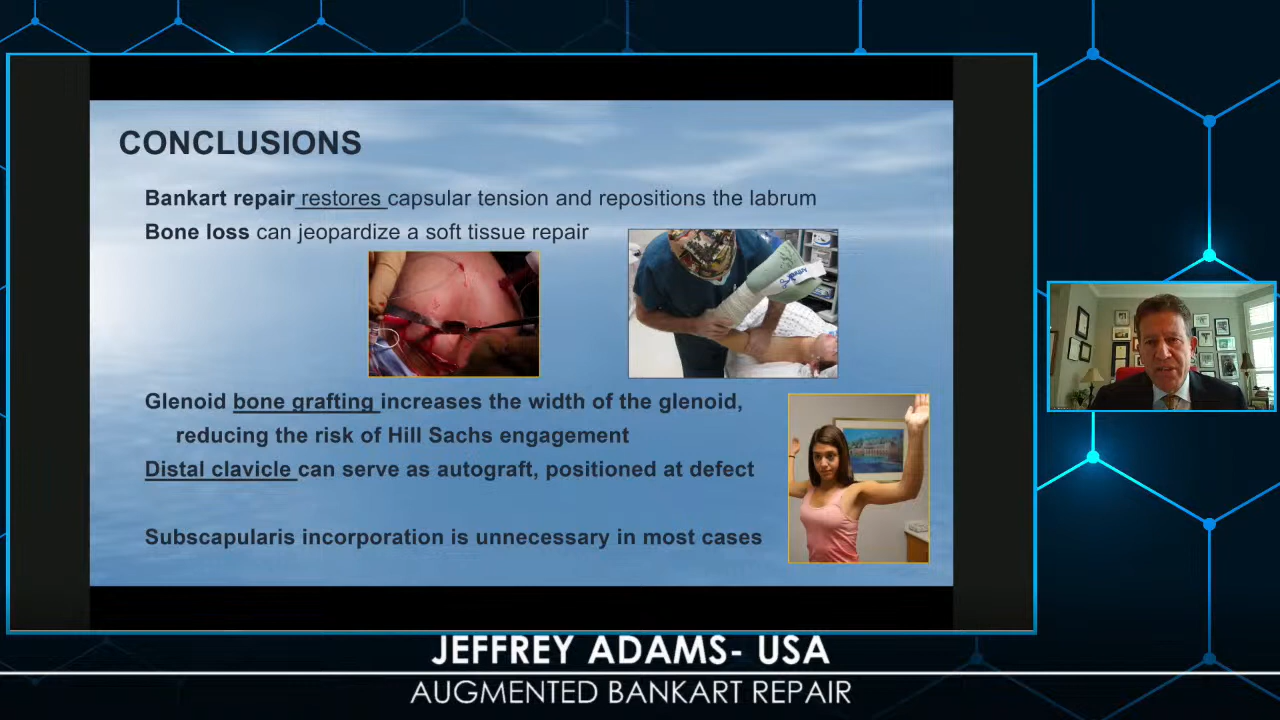 CONCLUSIONS
Bankart repair restores capsular tension and repositions the labrum
Bone loss can jeopardize a soft tissue repair
Glenoid bone grafting increases the width of the glenoid,
reducing the risk of Hill Sachs engagement
Distal clavicle can serve as autograft, positioned at defect
Subscapularis incorporation is unnecessary in most cases
JEFFREY ADAMS- USA
AUGMENTED BANKART REPAIR